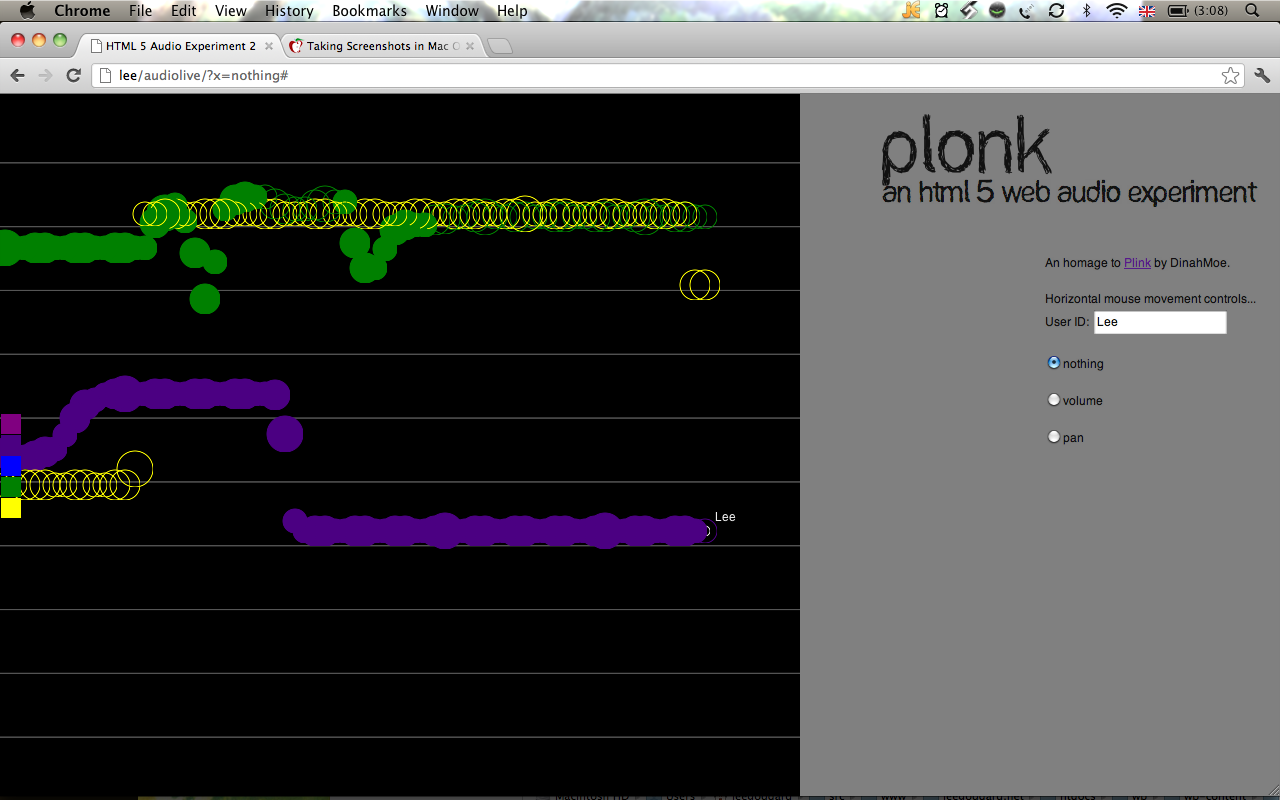 Chrome File Edit View History Bookmarks Window Help (3:08)
HTML 5 Audio Experiment 2 Taking Screenshots in Mac O
lee/audiolive/?x=nothing#
plonk
an html 5 web audio experiment
An homage to Plink by DinahMoe.
Horizontal mouse movement controls...
User ID: Lee
nothing
volume
pan
Lee